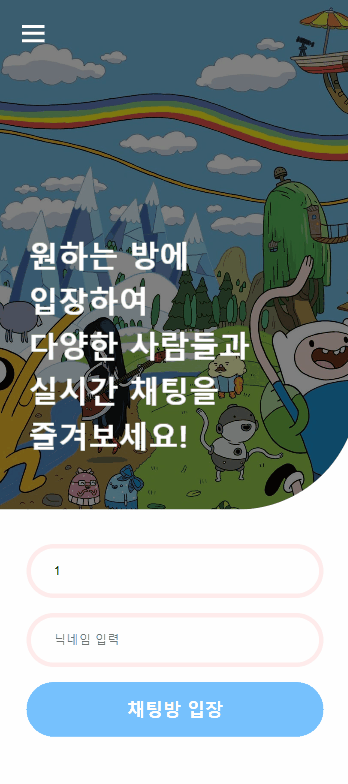 원하는 방에
입장하여
다양한 사람들과
실시간 채팅을
즐겨보세요!
1
닉네임 입력
채팅방 입장